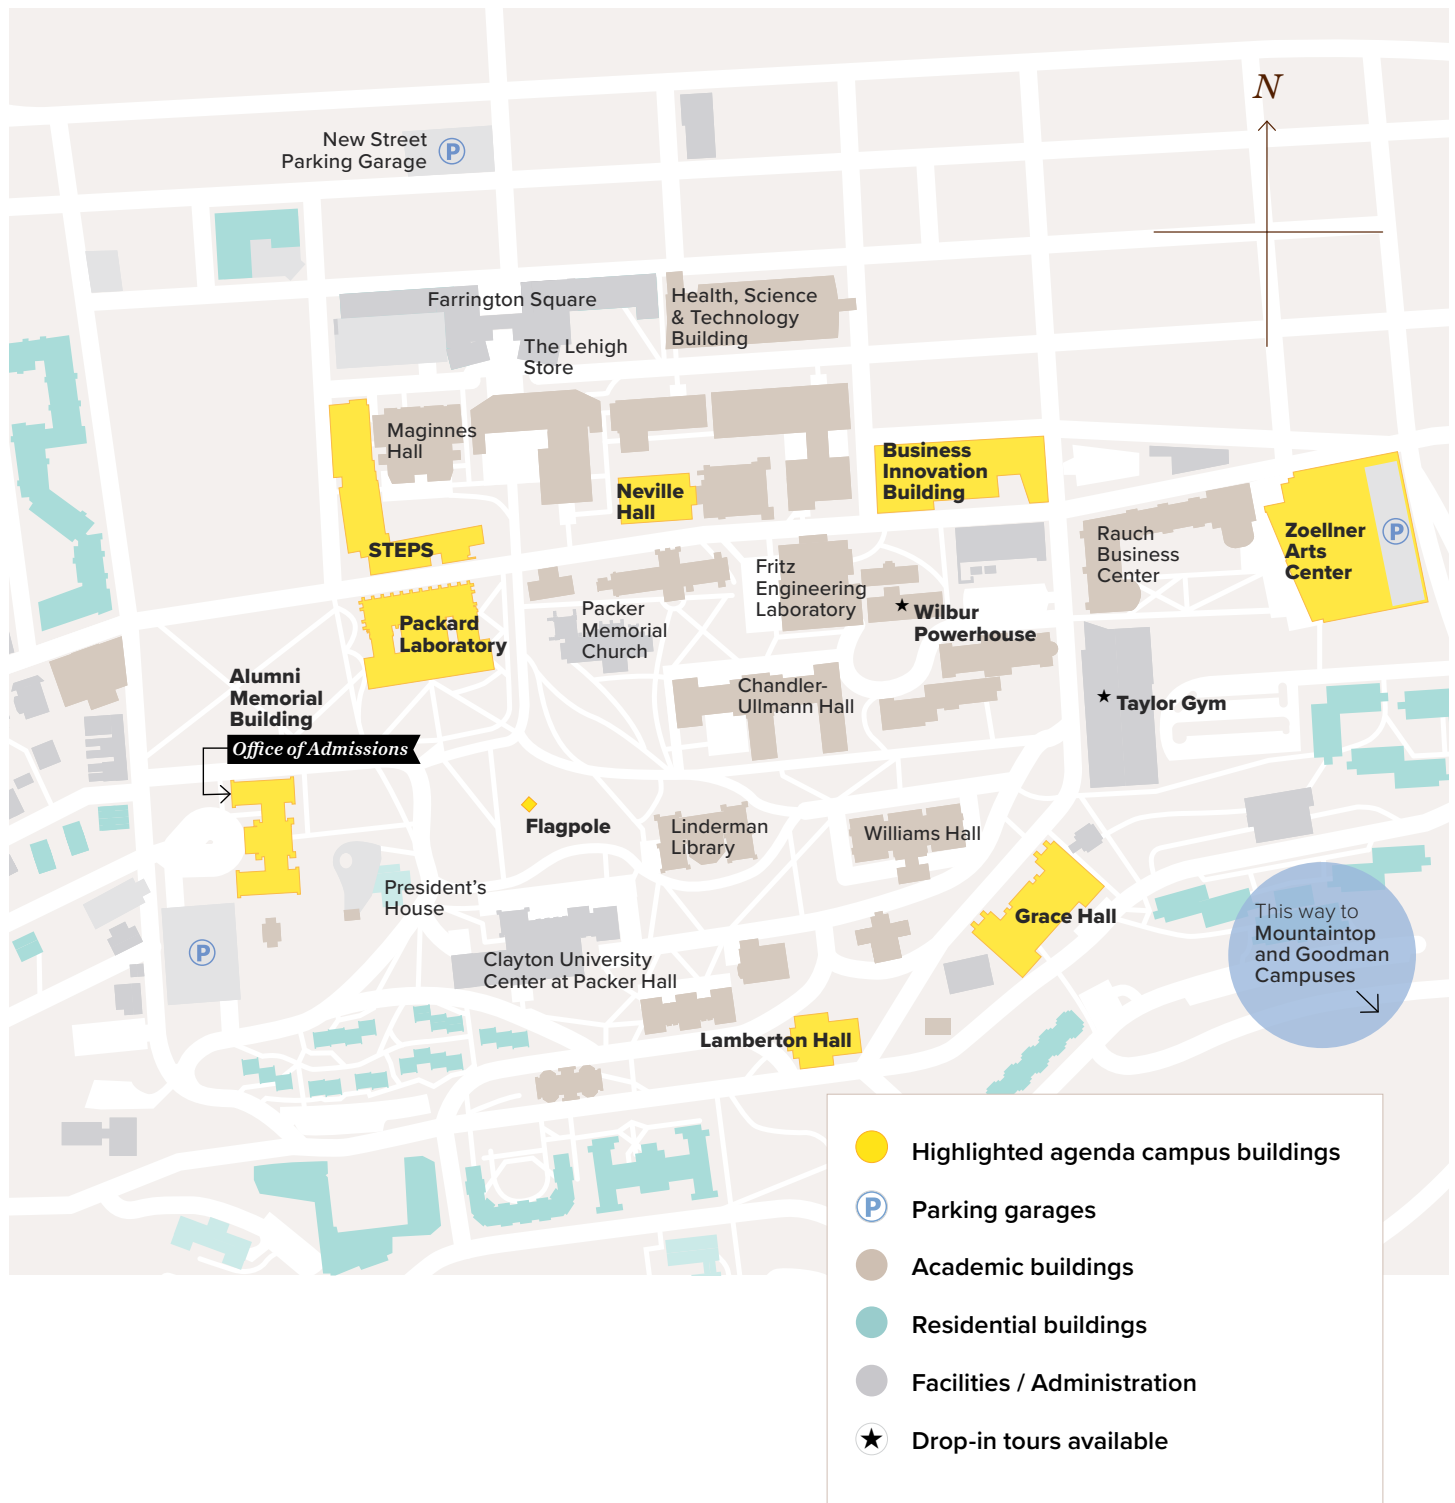 N
New Street
Parking Garage
P
Farrington Square
Health, Science
& Technology
Building
The Lehigh
Store
Maginnes
Hall
Business
Innovation
Building
Neville
Hall
STEPS
Rauch
Business
Center
Zoellner
Arts
Center
P
Fritz
Engineering
Laboratory
Packer
Memorial
Church
Wilbur
Powerhouse
Packard
Laboratory
Alumni
Memorial
Building
Office of Admissions
Chandler-
Ullmann Hall
Taylor Gym
Flagpole
Linderman
Library
Williams Hall
President's
House
Grace Hall
This way to
Mountaintop
and Goodman
Campuses
P
Clayton University
Center at Packer Hall
Lamberton Hall
Highlighted agenda campus buildings
P Parking garages
Academic buildings
Residential buildings
Facilities / Administration
Drop-in tours available